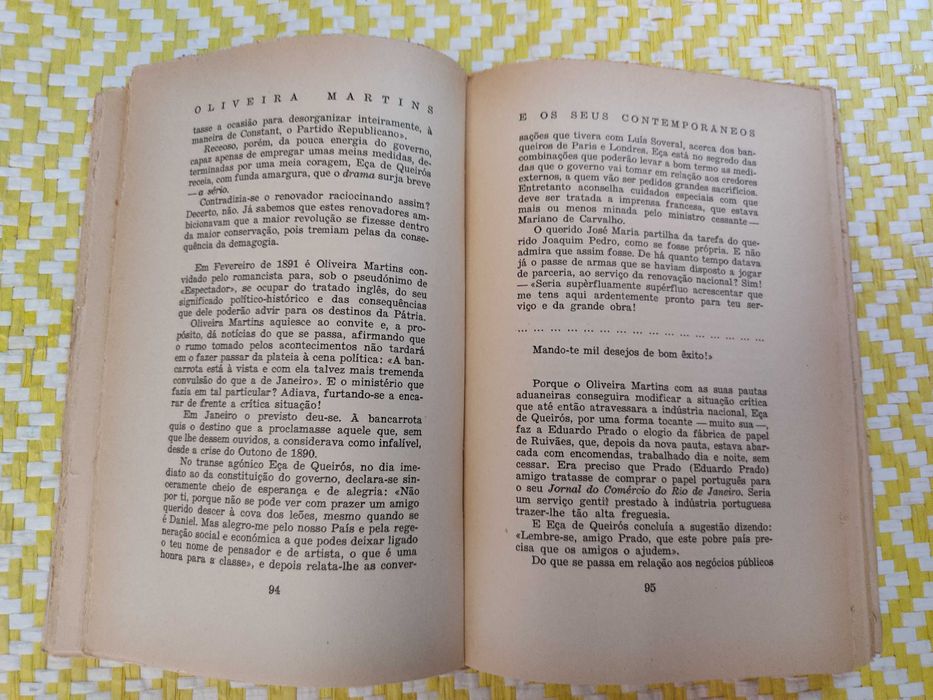 OLIVEIRA MARTINS
tasse a ocasião para desorganizar inteiramente, à
maneira de Constant, o Partido Republicano».
Receoso, porém, da pouca energia do governo,
capaz apenas de empregar umas meias medidas, de-
terminadas por uma meia coragem, Eça de Queirós
receia, com funda amargura, que o drama surja breve
— a sério.
Contradizia-se o renovador raciocinando assim?
Decerto, não. Já sabemos que estes renovadores am-
bicionavam que a maior revolução se fizesse dentro
da maior conservação, pois tremiam pelas da conse-
quência da demagogia.
Em Fevereiro de 1891 é Oliveira Martins con-
vidado pelo romancista para, sob o pseudónimo de
«Espectador», se ocupar do tratado inglês, do seu
significado político-histórico e das consequências
que dele poderão advir para os destinos da Pátria.
Oliveira Martins aquiesce ao convite e, a pro-
pósito, dá notícias do que se passa, afirmando que
o rumo tomado pelos acontecimentos não tardará
em o fazer passar da plateia à cena política: «A ban-
carrota está à vista e com ela talvez mais tremenda
convulsão do que a de Janeiro». E o ministério que
fazia em tal particular? Adiava, furtando-se a enca-
rar de frente a crítica situação!
Em Janeiro o previsto deu-se. A bancarrota
quis o destino que a proclamasse aquele que, sem
que lhe dessem ouvidos, a considerava como infalível,
desde a crise do Outono de 1890.
No transe agónico Eça de Queirós, no dia ime-
diato ao da constituição do governo, declara-se sin-
ceramente cheio de esperança e de alegria: «Não
por ti, porque não se pode ver com prazer um amigo
querido descer à cova dos leões, mesmo quando se
é Daniel. Mas alegro-me pelo nosso País e pela rege-
neração social e económica a que podes deixar ligado
o teu nome de pensador e de artista, o que é uma
honra para a classe», e depois relata-lhe as conver-
94
E OS SEUS CONTEMPORANEOS
sações que tivera com Luís Soveral, acerca dos ban-
queiros de Paris e Londres. Eça está no segredo das
combinações que poderão levar a bom termo as medi-
das que o governo vai tomar em relação aos credores
externos, a quem vão ser pedidos grandes sacrifícios.
Entretanto aconselha cuidados especiais com que
deve ser tratada a imprensa francesa, que estava
mais ou menos minada pelo ministro cessante —
Mariano de Carvalho.
O querido José Maria partilha da tarefa do que-
rido Joaquim Pedro, como se fosse própria. E não
admira que assim fosse. De há quanto tempo datava
já o passe de armas que se haviam disposto a jogar
de parceria, ao serviço da renovação nacional? Sim!
— «Seria supèrfluamente supérfluo acrescentar que
me tens aqui ardentemente pronto para teu ser-
viço e da grande obra!
... ... ... ... ... ... ... ... ... ... ... ... ... ... ...
Mando-te mil desejos de bom êxito!»
Porque o Oliveira Martins com as suas pautas
aduaneiras conseguira modificar a situação crítica
que até então atravessara a indústria nacional, Eça
de Queirós, por uma forma tocante — muito sua —,
faz a Eduardo Prado o elogio da fábrica de papel
de Ruivães, que, depois da nova pauta, estava abar-
cada com encomendas, trabalhado dia e noite, sem
cessar. Era preciso que Prado (Eduardo Prado)
amigo tratasse de comprar o papel português para
o seu Jornal do Comércio do Rio de Janeiro. Seria
um serviço gentil prestado à indústria portuguesa
trazer-lhe tão alta freguesia.
E Eça de Queirós concluía a sugestão dizendo:
«Lembre-se, amigo Prado, que este pobre país pre-
cisa que os amigos o ajudem».
Do que se passa em relação aos negócios públicos
95